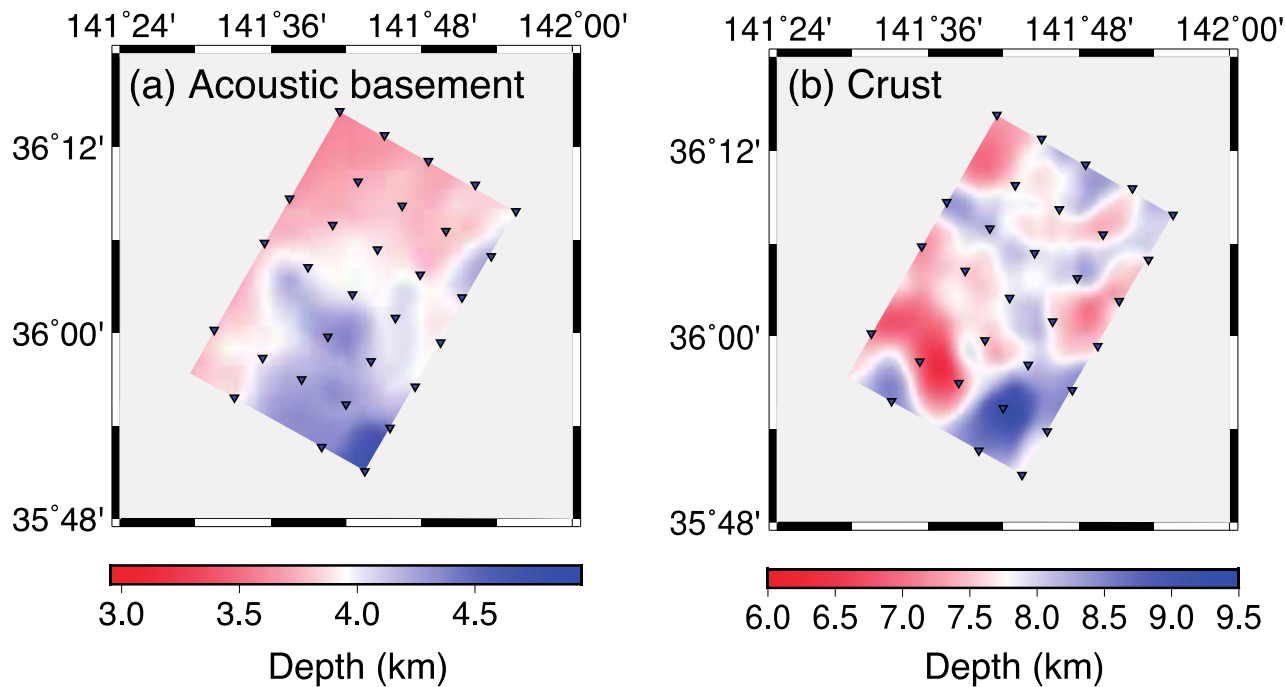 141˚24' 141˚36' 141˚48' 142˚00'
(a) Acoustic basement
36˚12'
36˚00'
35˚48'
3.0 3.5 4.0 4.5
Depth (km)
141˚24' 141˚36' 141˚48' 142˚00'
(b) Crust
36˚12'
36˚00'
35˚48'
6.0 6.5 7.0 7.5 8.0 8.5 9.0 9.5
Depth (km)